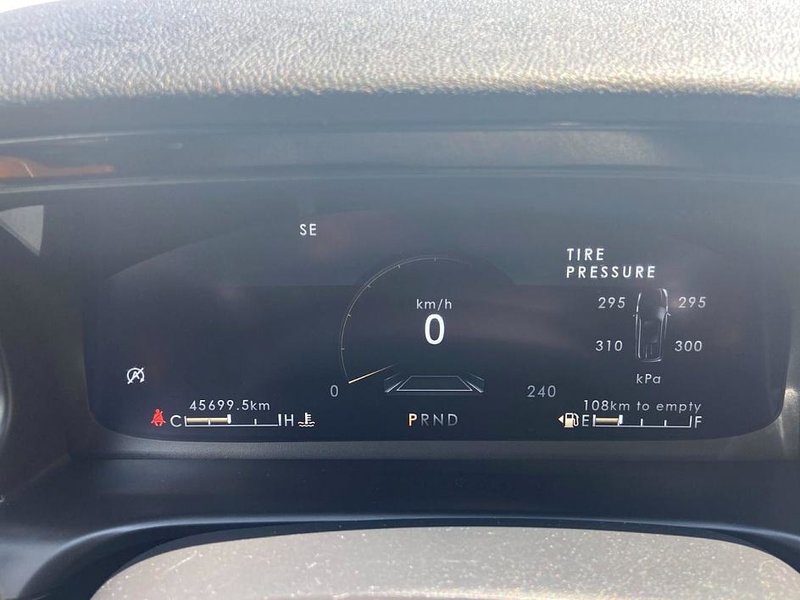 SE
TIRE
PRESSURE
295 295
310 300
kPa
km/h
0
0 240
45699.5km
C H
PRND
108km to empty
E F